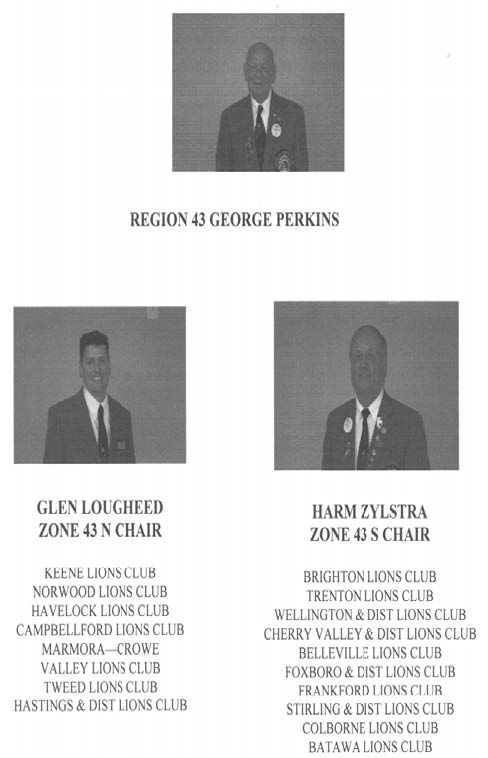 REGION 43 GEORGE PERKINS
GLEN LOUGHEED
ZONE 43 N CHAIR
KEENE LIONS CLUB
NORWOOD LIONS CLUB
HAVELOCK LIONS CLUB
CAMPBELLFORD LIONS CLUB
MARMORA—CROWE
VALLEY LIONS CLUB
TWEED LIONS CLUB
HASTINGS & DIST LIONS CLUB
HARM ZYLSTRA
ZONE 43 S CHAIR
BRIGHTON LIONS CLUB
TRENTON LIONS CLUB
WELLINGTON & DIST LIONS CLUB
CHERRY VALLEY & DIST LIONS CLUB
BELLEVILLE LIONS CLUB
FOXBORO & DIST LIONS CLUB
FRANKFORD LIONS CLUB
STIRLING & DIST LIONS CLUB
COLBORNE LIONS CLUB
BATAWA LIONS CLUB